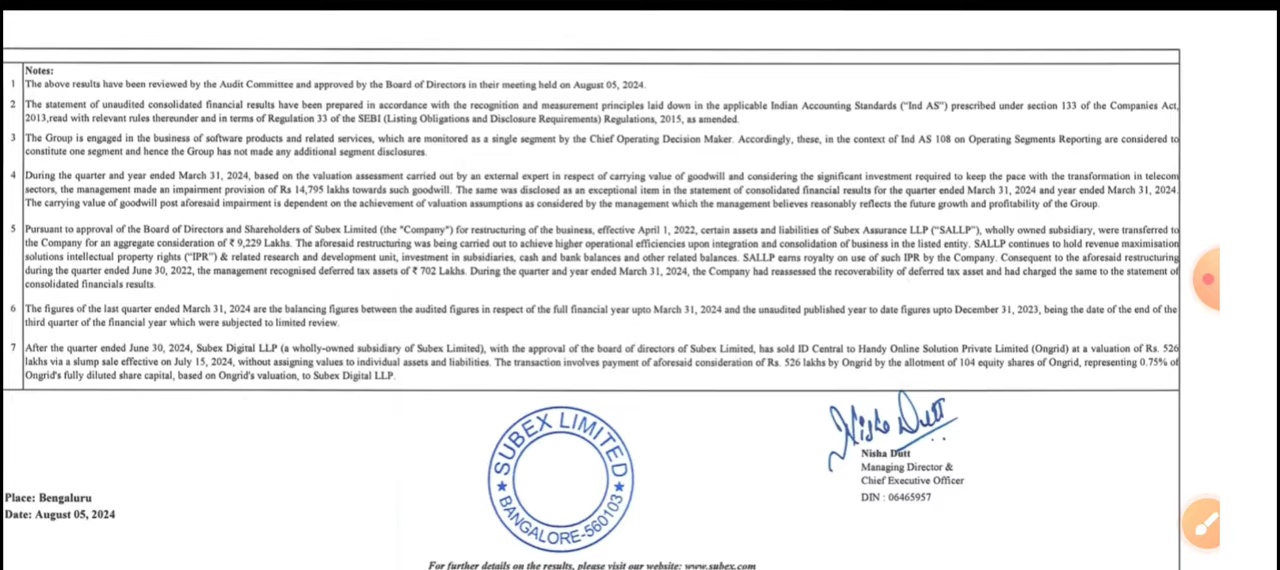 Notes:
1 The above results have been reviewed by the Audit Committee and approved by the Board of Directors in their meeting held on August 05, 2024.
2 The statement of unaudited consolidated financial results have been prepared in accordance with the recognition and measurement principles laid down in the applicable Indian Accounting Standards ("Ind AS") prescribed under section 133 of the Companies Act,
2013,read with relevant rules thereunder and in terms of Regulation 33 of the SEBI (Listing Obligations and Disclosure Requirements) Regulations, 2015, as amended.
3 The Group is engaged in the business of software products and related services, which are monitored as a single segment by the Chief Operating Decision Maker. Accordingly, these, in the context of Ind AS 108 on Operating Segments Reporting are considered to
constitute one segment and hence the Group has not made any additional segment disclosures.
4 During the quarter and year ended March 31, 2024, based on the valuation assessment carried out by an external expert in respect of carrying value of goodwill and considering the significant investment required to keep the pace with the transformation in telecom
sectors, the management made an impairment provision of Rs 14,795 lakhs towards such goodwill. The same was disclosed as an exceptional item in the statement of consolidated financial results for the quarter ended March 31, 2024 and year ended March 31, 2024.
The carrying value of goodwill post aforesaid impairment is dependent on the achievement of valuation assumptions as considered by the management which the management believes reasonably reflects the future growth and profitability of the Group.
5 Pursuant to approval of the Board of Directors and Shareholders of Subex Limited (the "Company") for restructuring of the business, effective April 1, 2022, certain assets and liabilities of Subex Assurance LLP ("SALLP"), wholly owned subsidiary, were transferred to
the Company for an aggregate consideration of ₹ 9,229 Lakhs. The aforesaid restructuring was being carried out to achieve higher operational efficiencies upon integration and consolidation of business in the listed entity. SALLP continues to hold revenue maximisation
solutions intellectual property rights ("IPR") & related research and development unit, investment in subsidiaries, cash and bank balances and other related balances. SALLP earns royalty on use of such IPR by the Company. Consequent to the aforesaid restructuring
during the quarter ended June 30, 2022, the management recognised deferred tax assets of ₹ 702 Lakhs. During the quarter and year ended March 31, 2024, the Company had reassessed the recoverability of deferred tax asset and had charged the same to the statement of
consolidated financials results.
6 The figures of the last quarter ended March 31, 2024 are the balancing figures between the audited figures in respect of the full financial year upto March 31, 2024 and the unaudited published year to date figures upto December 31, 2023, being the date of the end of the
third quarter of the financial year which were subjected to limited review.
7 After the quarter ended June 30, 2024, Subex Digital LLP (a wholly-owned subsidiary of Subex Limited), with the approval of the board of directors of Subex Limited, has sold ID Central to Handy Online Solution Private Limited (Ongrid) at a valuation of Rs. 526
lakhs via a slump sale effective on July 15, 2024, without assigning values to individual assets and liabilities. The transaction involves payment of aforesaid consideration of Rs. 526 lakhs by Ongrid by the allotment of 104 equity shares of Ongrid, representing 0.75% of
Ongrid's fully diluted share capital, based on Ongrid's valuation, to Subex Digital LLP.
SUBEX LIMITED
★ BANGALORE-560103 ★
Nisha Dutt
Nisha Dutt
Managing Director &
Chief Executive Officer
DIN : 06465957
Place: Bengaluru
Date: August 05, 2024
For further details on the results, please visit our website: www.subex.com